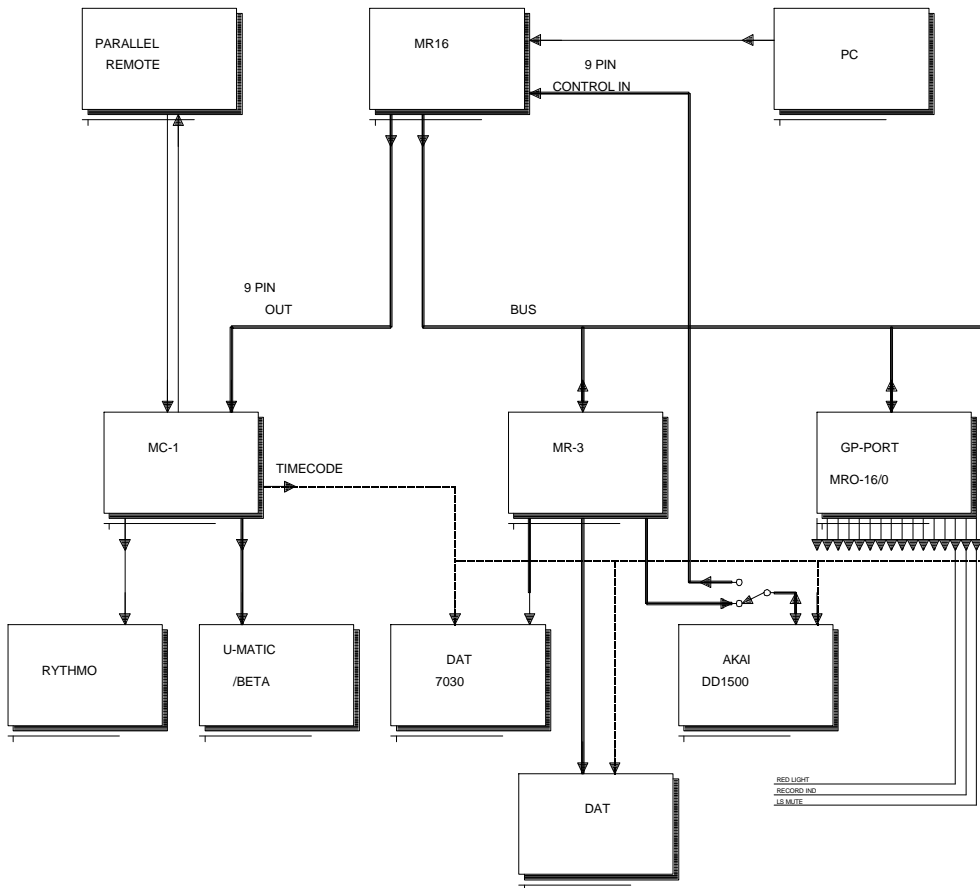 PARALLEL
REMOTE
MR16
PC
9 PIN
CONTROL IN
9 PIN
OUT
BUS
MC-1
TIMECODE
MR-3
GP-PORT
MRO-16/0
RYTHMO
U-MATIC
/BETA
DAT
7030
AKAI
DD1500
DAT
RED LIGHT
RECORD IND
LS MUTE